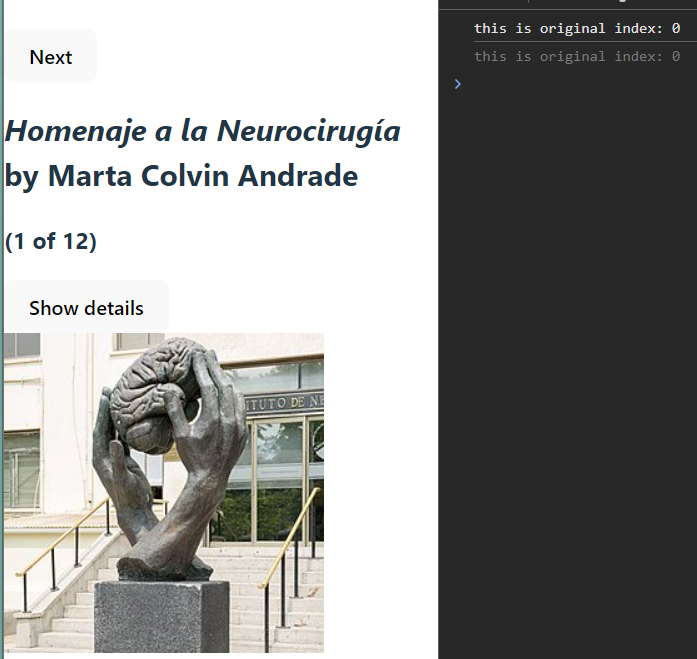 Next
Homenaje a la Neurocirugía
by Marta Colvin Andrade
(1 of 12)
Show details
ITUTO DE NE
this is original index: 0
this is original index: 0